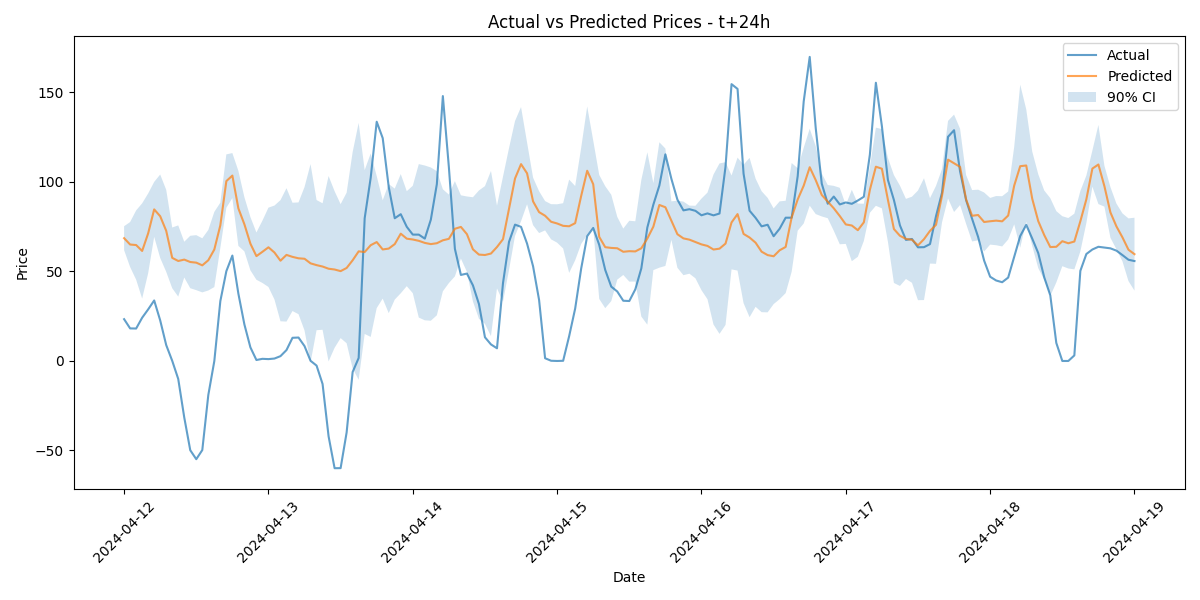 Actual vs Predicted Prices - t+24h
Actual
Predicted
90% CI
Price
150
100
50
0
−50
2024-04-12
2024-04-13
2024-04-14
2024-04-15
2024-04-16
2024-04-17
2024-04-18
2024-04-19
Date